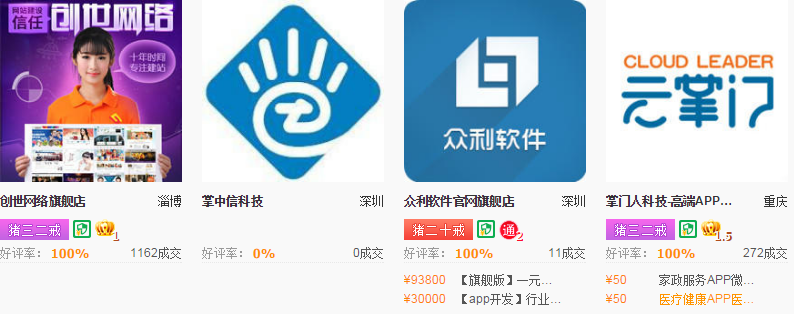 网站建设
信任
创世网络
十年时间
专注建站
众利软件
CLOUD LEADER
云掌门
创世网络旗舰店
淄博
掌中信科技
深圳
众利软件官网旗舰店
深圳
掌门人科技-高端APP...
重庆
猪三二戒
1
猪二十戒
通
2
猪三二戒
1.5
好评率： 100%
1162成交
好评率： 0%
0成交
好评率： 100%
11成交
好评率： 100%
272成交
¥93800 【旗舰版】一元...
¥50 家政服务APP微...
¥30000 【app开发】行业...
¥50 医疗健康APP医...